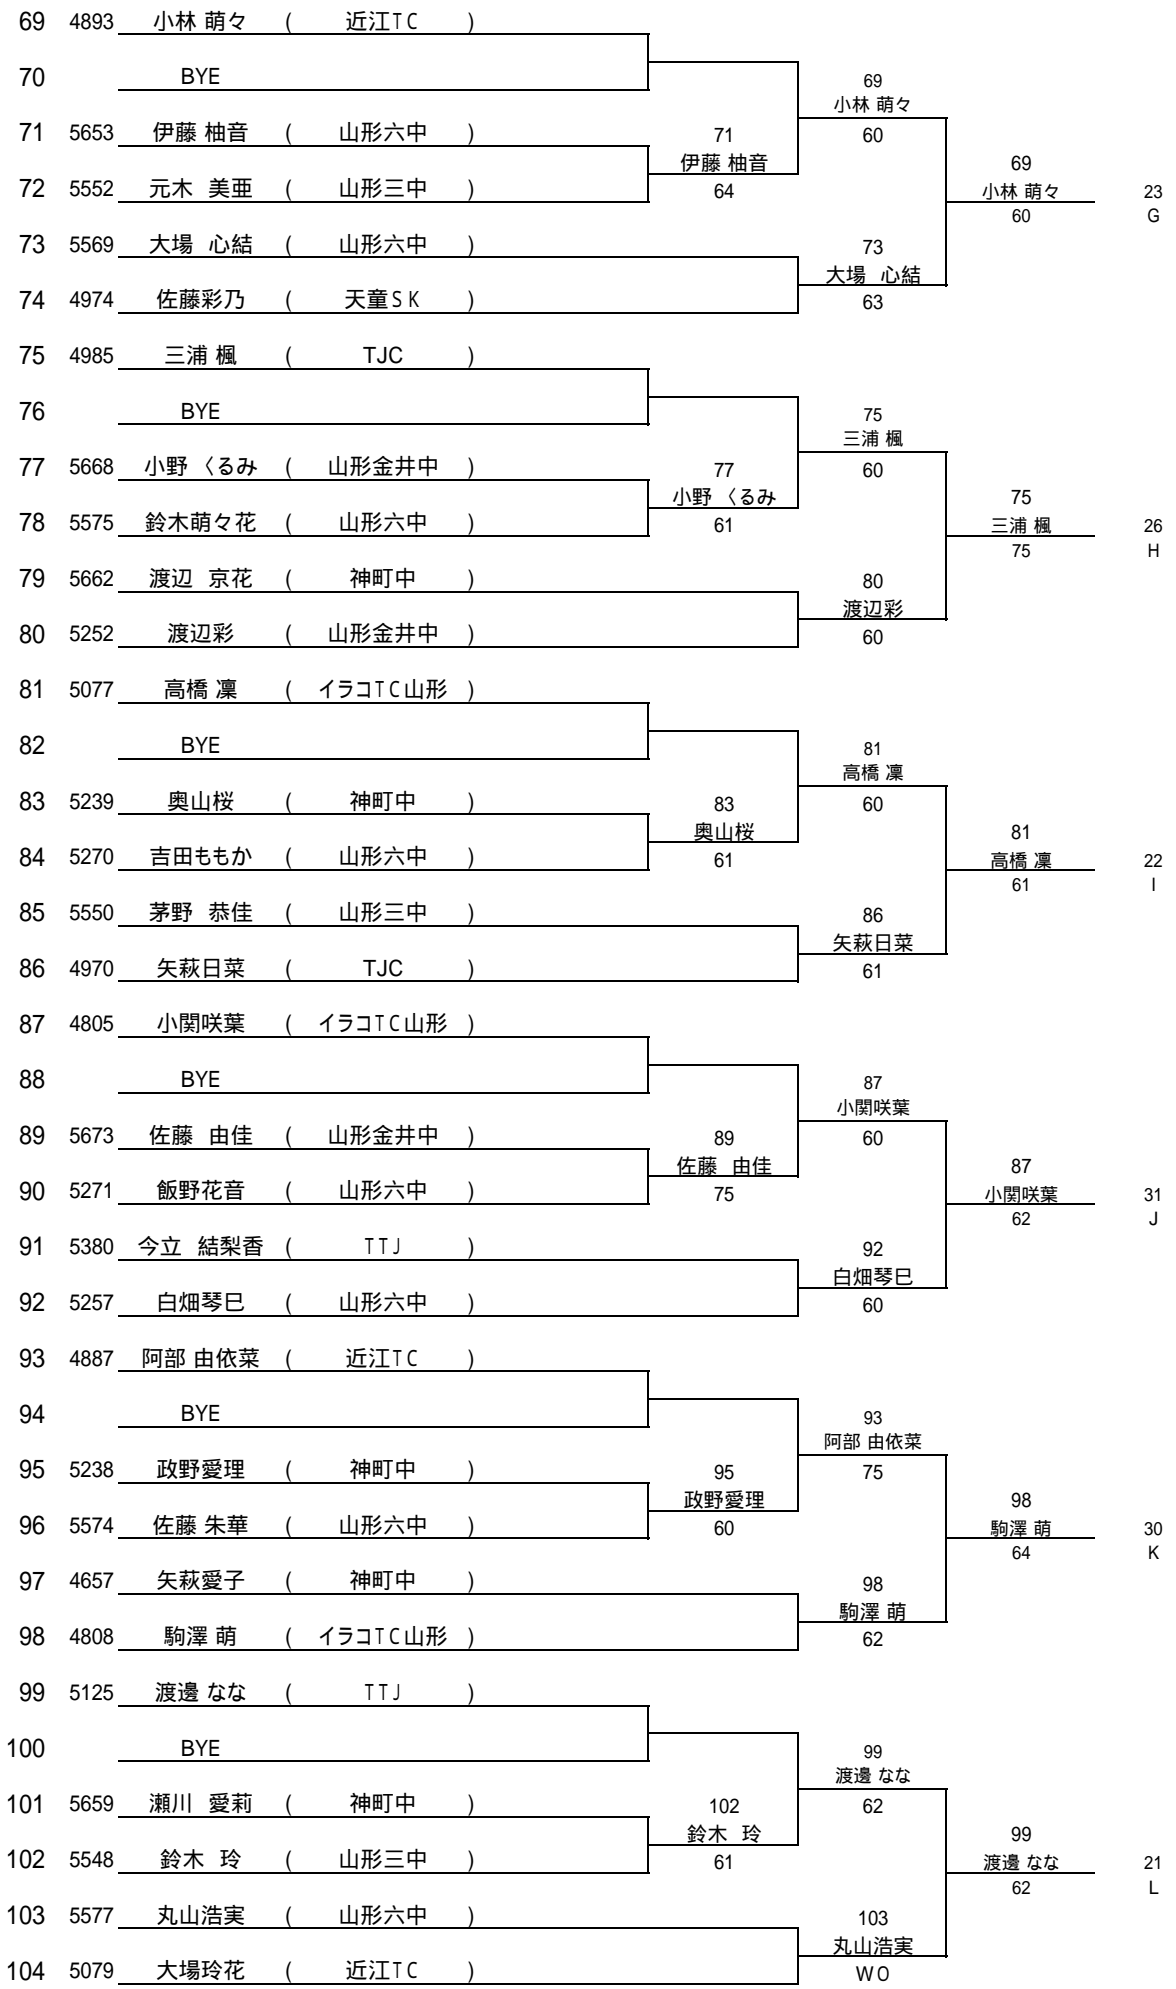 69 4893 小林 萌々 ( 近江TC )
70 BYE
69
小林 萌々
71 5653 伊藤 柚音 ( 山形六中 ) 71 60
伊藤 柚音 69
72 5552 元木 美亜 ( 山形三中 ) 64 小林 萌々 23
60 G
73 5569 大場 心結 ( 山形六中 ) 73
大場 心結
74 4974 佐藤彩乃 ( 天童SK ) 63
75 4985 三浦 楓 ( TJC )
76 BYE 75
三浦 楓
77 5668 小野 くるみ ( 山形金井中 ) 77 60
小野 くるみ 75
78 5575 鈴木萌々花 ( 山形六中 ) 61 三浦 楓 26
75 H
79 5662 渡辺 京花 ( 神町中 ) 80
渡辺彩
80 5252 渡辺彩 ( 山形金井中 ) 60
81 5077 高橋 凜 ( イラコTC山形 )
82 BYE 81
高橋 凜
83 5239 奥山桜 ( 神町中 ) 83 60
奥山桜 81
84 5270 吉田ももか ( 山形六中 ) 61 高橋 凜 22
61 I
85 5550 茅野 恭佳 ( 山形三中 ) 86
矢萩日菜
86 4970 矢萩日菜 ( TJC ) 61
87 4805 小関咲葉 ( イラコTC山形 )
88 BYE 87
小関咲葉
89 5673 佐藤 由佳 ( 山形金井中 ) 89 60
佐藤 由佳 87
90 5271 飯野花音 ( 山形六中 ) 75 小関咲葉 31
62 J
91 5380 今立 結梨香 ( TTJ ) 92
白畑琴巳
92 5257 白畑琴巳 ( 山形六中 ) 60
93 4887 阿部 由依菜 ( 近江TC )
94 BYE 93
阿部 由依菜
95 5238 政野愛理 ( 神町中 ) 95 75
政野愛理 98
96 5574 佐藤 朱華 ( 山形六中 ) 60 駒澤 萌 30
64 K
97 4657 矢萩愛子 ( 神町中 ) 98
駒澤 萌
98 4808 駒澤 萌 ( イラコTC山形 ) 62
99 5125 渡邊 なな ( TTJ )
100 BYE 99
渡邊 なな
101 5659 瀬川 愛莉 ( 神町中 ) 102 62
鈴木 玲 99
102 5548 鈴木 玲 ( 山形三中 ) 61 渡邊 なな 21
62 L
103 5577 丸山浩実 ( 山形六中 ) 103
丸山浩実
104 5079 大場玲花 ( 近江TC ) WO